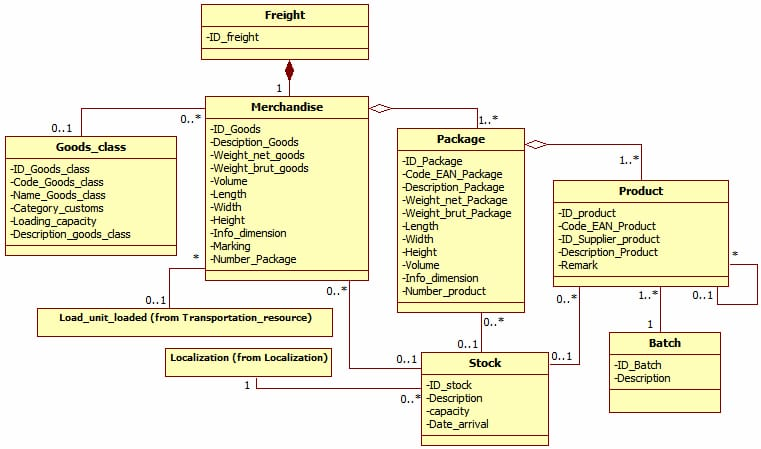 Freight
-ID_freight
1
Merchandise
-ID_Goods
-Desciption_Goods
-Weight_net_goods
-Weight_brut_goods
-Volume
-Length
-Width
-Height
-Info_dimension
-Marking
-Number_Package
0..*
0..1
Goods_class
-ID_Goods_class
-Code_Goods_class
-Name_Goods_class
-Category_customs
-Loading_capacity
-Description_goods_class
1..*
Package
-ID_Package
-Code_EAN_Package
-Description_Package
-Weight_net_Package
-Weight_brut_Package
-Length
-Width
-Height
-Volume
-Info_dimension
-Number_product
1..*
Product
-ID_product
-Code_EAN_Product
-ID_Supplier_product
-Description_Product
-Remark
*
0..1
*
0..1
Load_unit_loaded (from Transportation_resource)
0..*
0..1
0..*
0..1
0..*
0..1
1..*
1
Localization (from Localization)
1
0..*
Stock
-ID_stock
-Description
-capacity
-Date_arrival
Batch
-ID_Batch
-Description